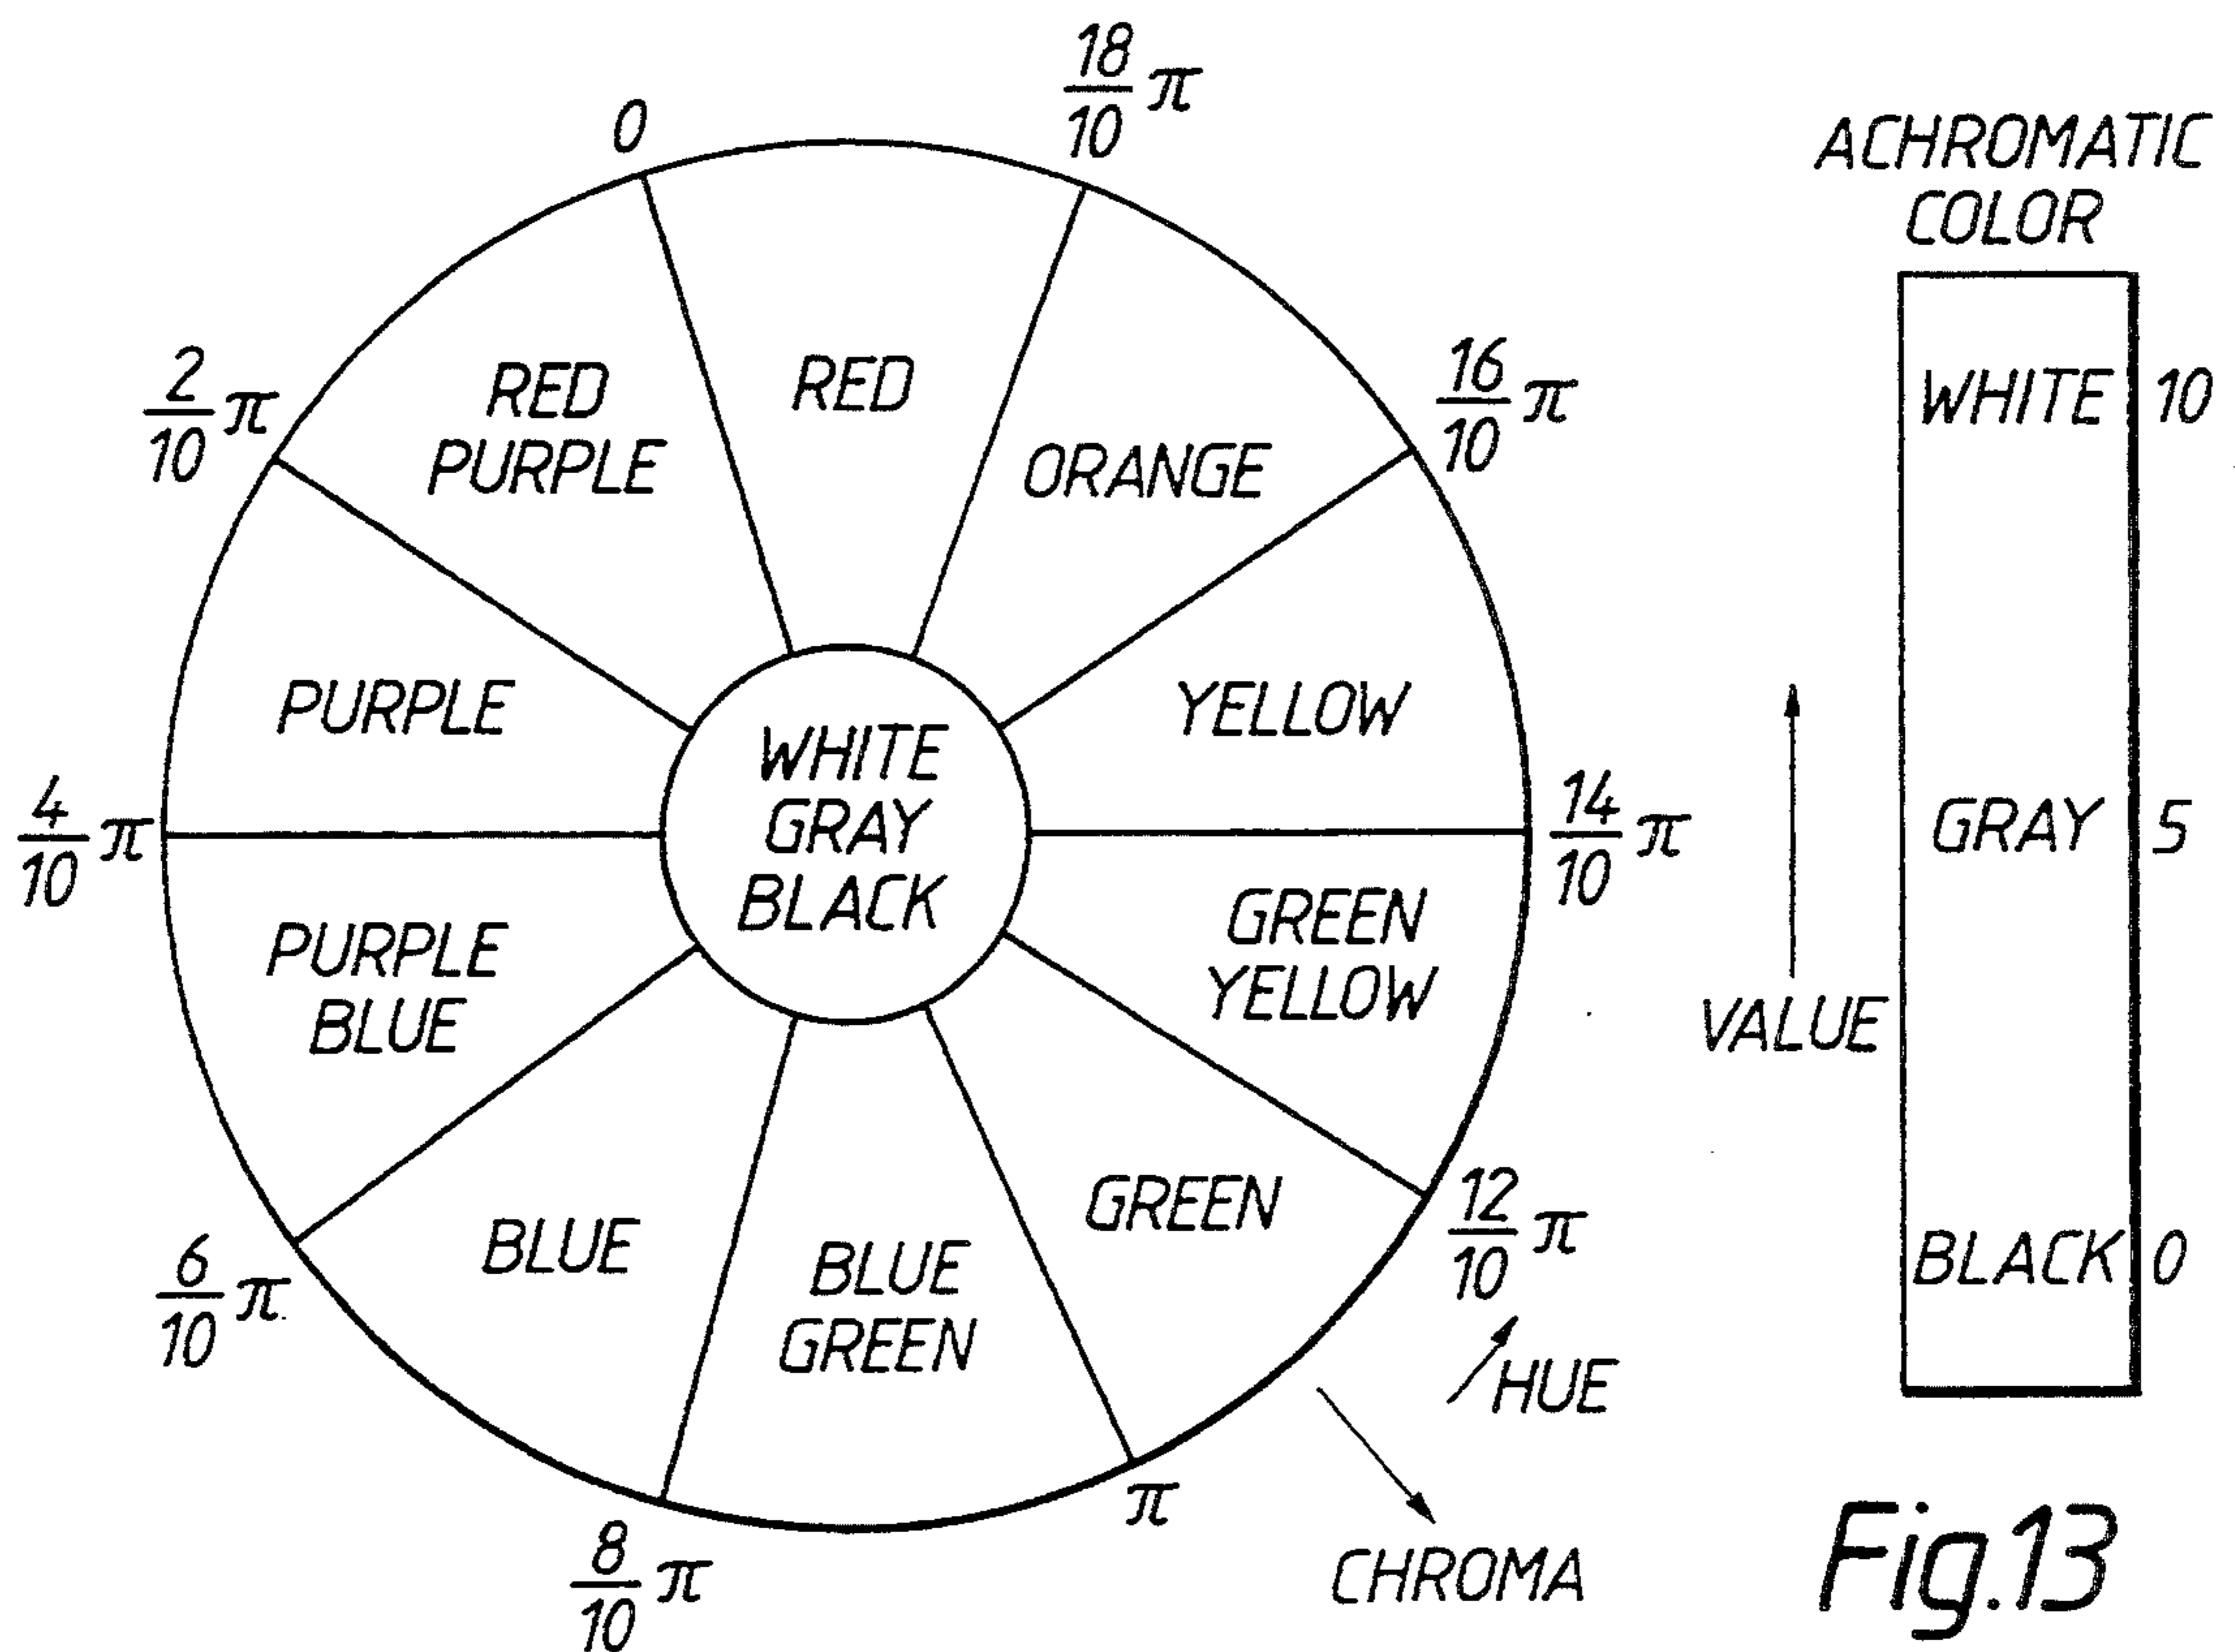 18
10 π
0
ACHROMATIC
COLOR
2
10 π
RED
PURPLE
RED
ORANGE
16
10 π
WHITE 10
PURPLE
YELLOW
WHITE
GRAY
BLACK
4
10 π
14
10 π
GRAY 5
PURPLE
BLUE
GREEN
YELLOW
VALUE
BLUE
BLUE
GREEN
GREEN
12
10 π
BLACK 0
6
10 π
HUE
π
8
10 π
CHROMA
Fig.13